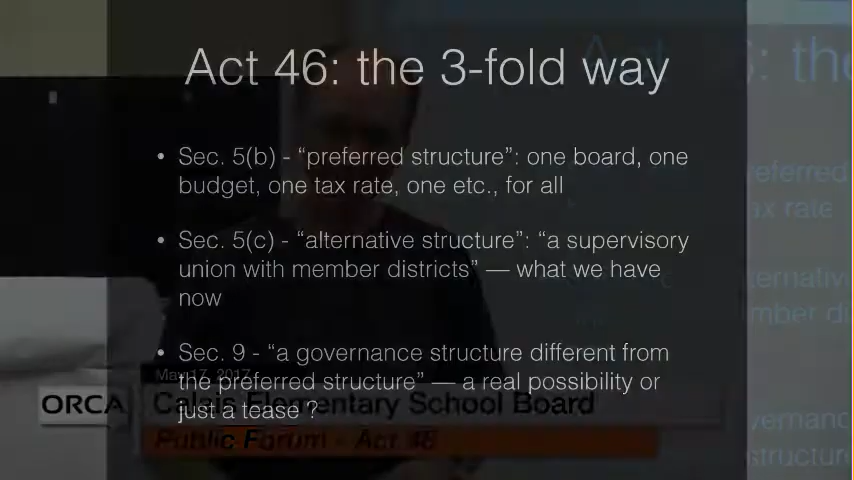 Act 46: the 3-fold way
• Sec. 5(b) - “preferred structure”: one board, one
budget, one tax rate, one etc., for all
• Sec. 5(c) - “alternative structure”: “a supervisory
union with member districts” — what we have
now
• Sec. 9 - “a governance structure different from
the preferred structure” — a real possibility or
just a tease ?
May 17, 2017
ORCA
Calais Elementary School Board
Public Forum - Act 46